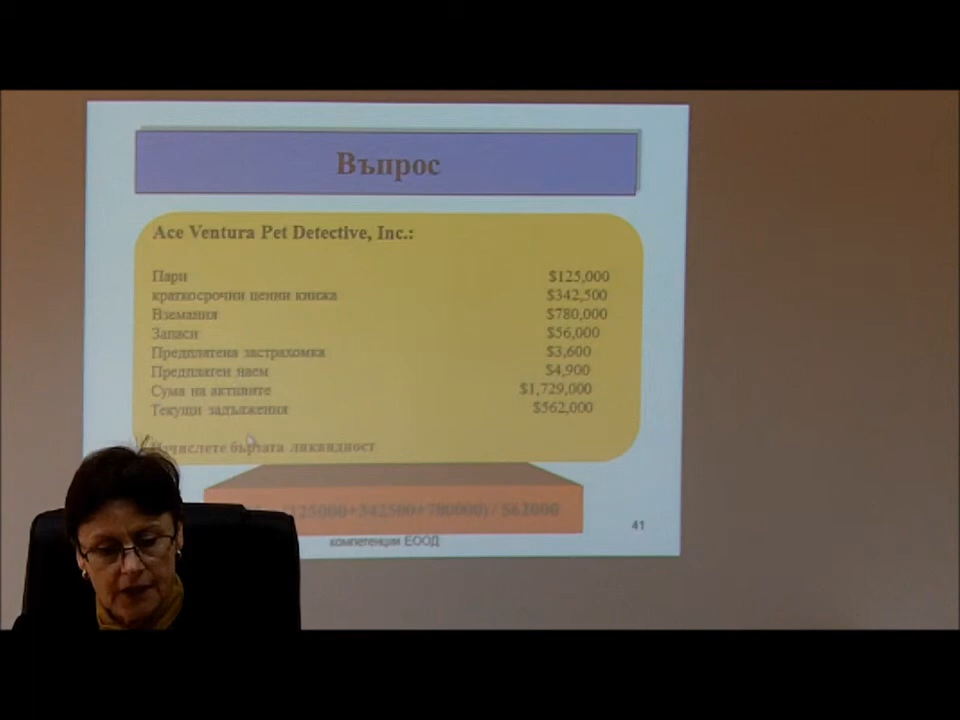 Въпрос
Ace Ventura Pet Detective, Inc.:
Пари $125,000
краткосрочни ценни книжа $342,500
Вземания $780,000
Запаси $56,000
Предплатена застраховка $3,600
Предплатен наем $4,900
Сума на активите $1,729,000
Текущи задължения $562,000
Изчислете бързата ликвидност
(125000+342500+780000) / 562000
41
компетенции ЕООД